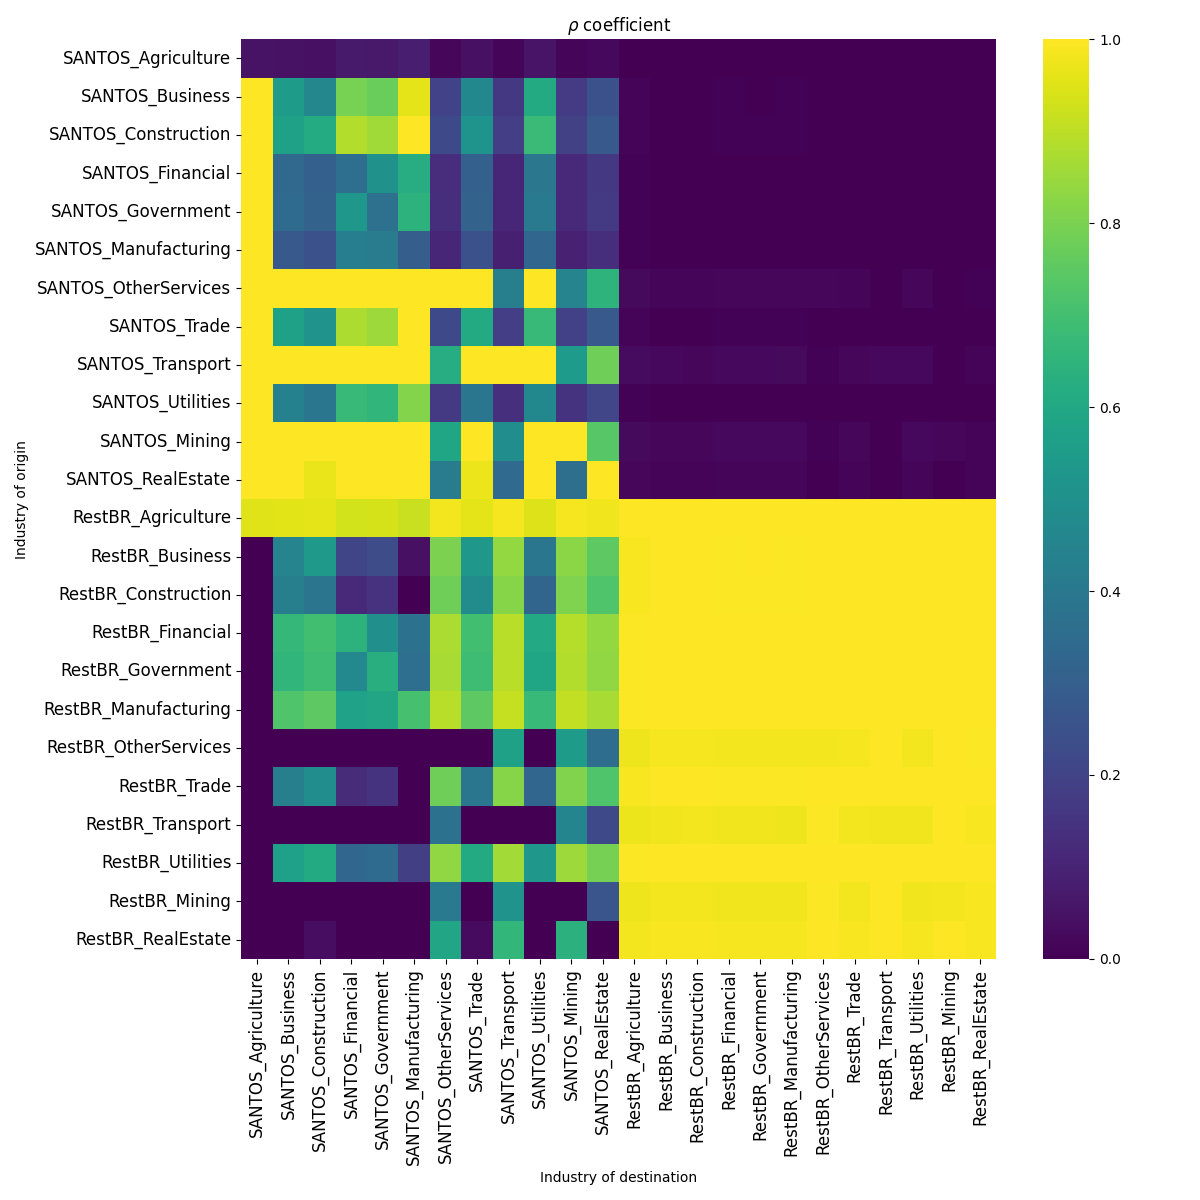 ρ coefficient
SANTOS_Agriculture
SANTOS_Business
SANTOS_Construction
SANTOS_Financial
SANTOS_Government
SANTOS_Manufacturing
SANTOS_OtherServices
SANTOS_Trade
SANTOS_Transport
SANTOS_Utilities
SANTOS_Mining
SANTOS_RealEstate
RestBR_Agriculture
RestBR_Business
RestBR_Construction
RestBR_Financial
RestBR_Government
RestBR_Manufacturing
RestBR_OtherServices
RestBR_Trade
RestBR_Transport
RestBR_Utilities
RestBR_Mining
RestBR_RealEstate
Industry of origin
SANTOS_Agriculture
SANTOS_Business
SANTOS_Construction
SANTOS_Financial
SANTOS_Government
SANTOS_Manufacturing
SANTOS_OtherServices
SANTOS_Trade
SANTOS_Transport
SANTOS_Utilities
SANTOS_Mining
SANTOS_RealEstate
RestBR_Agriculture
RestBR_Business
RestBR_Construction
RestBR_Financial
RestBR_Government
RestBR_Manufacturing
RestBR_OtherServices
RestBR_Trade
RestBR_Transport
RestBR_Utilities
RestBR_Mining
RestBR_RealEstate
Industry of destination
1.0
0.8
0.6
0.4
0.2
0.0